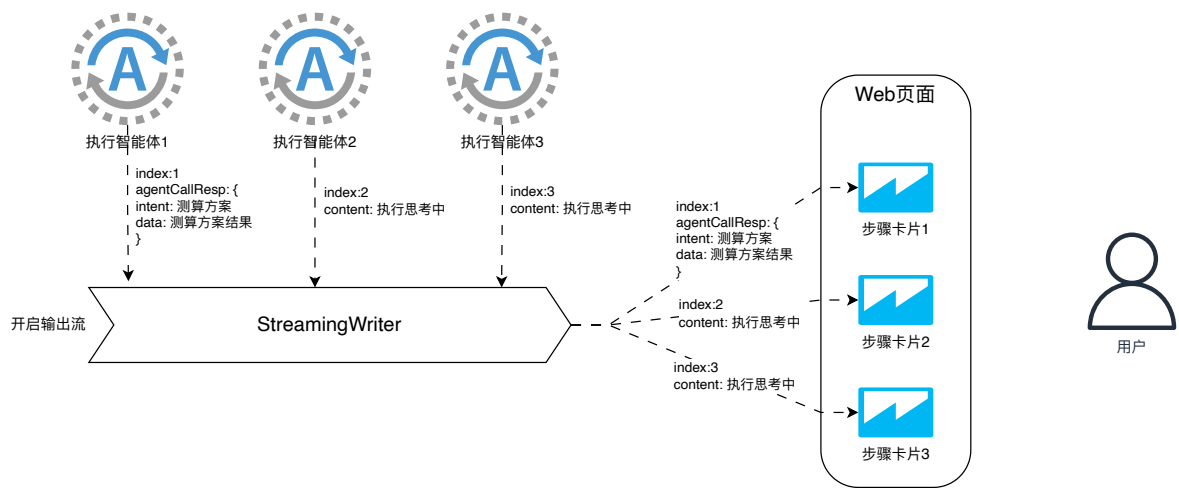 A
A
A
执行智能体1
执行智能体2
执行智能体3
index:1
agentCallResp: {
intent: 测算方案
data: 测算方案结果
}
index:2
content: 执行思考中
index:3
content: 执行思考中
开启输出流
StreamingWriter
index:1
agentCallResp: {
intent: 测算方案
data: 测算方案结果
}
index:2
content: 执行思考中
index:3
content: 执行思考中
Web页面
步骤卡片1
步骤卡片2
步骤卡片3
用户